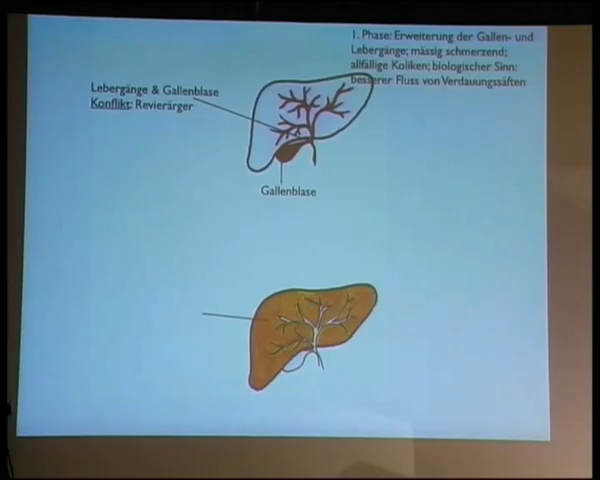 1. Phase: Erweiterung der Gallen- und
Lebergänge; mässig schmerzend;
allfällige Koliken; biologischer Sinn:
besserer Fluss von Verdauungssäften
Lebergänge & Gallenblase
Konflikt: Revierärger
Gallenblase